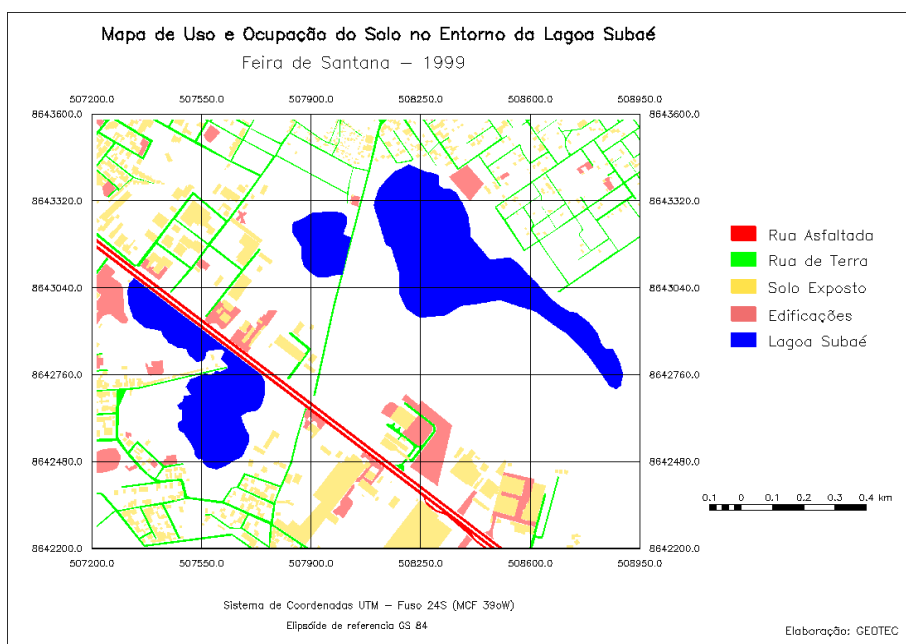 Mapa de Uso e Ocupação do Solo no Entorno da Lagoa Subaé
Feira de Santana – 1999
507200.0 507550.0 507900.0 508250.0 508600.0 508950.0
8643600.0 8643600.0
8643320.0 8643320.0
Rua Asfaltada
Rua de Terra
8643040.0 8643040.0 Solo Exposto
Edificações
Lagoa Subaé
8642760.0 8642760.0
8642480.0 8642480.0
0.1 0 0.1 0.2 0.3 0.4 km
8642200.0 8642200.0
507200.0 507550.0 507900.0 508250.0 508600.0 508950.0
Sistema de Coordenadas UTM – Fuso 24S (MCF 39oW)
Elipsóide de referencia GS 84
Elaboração: GEOTEC